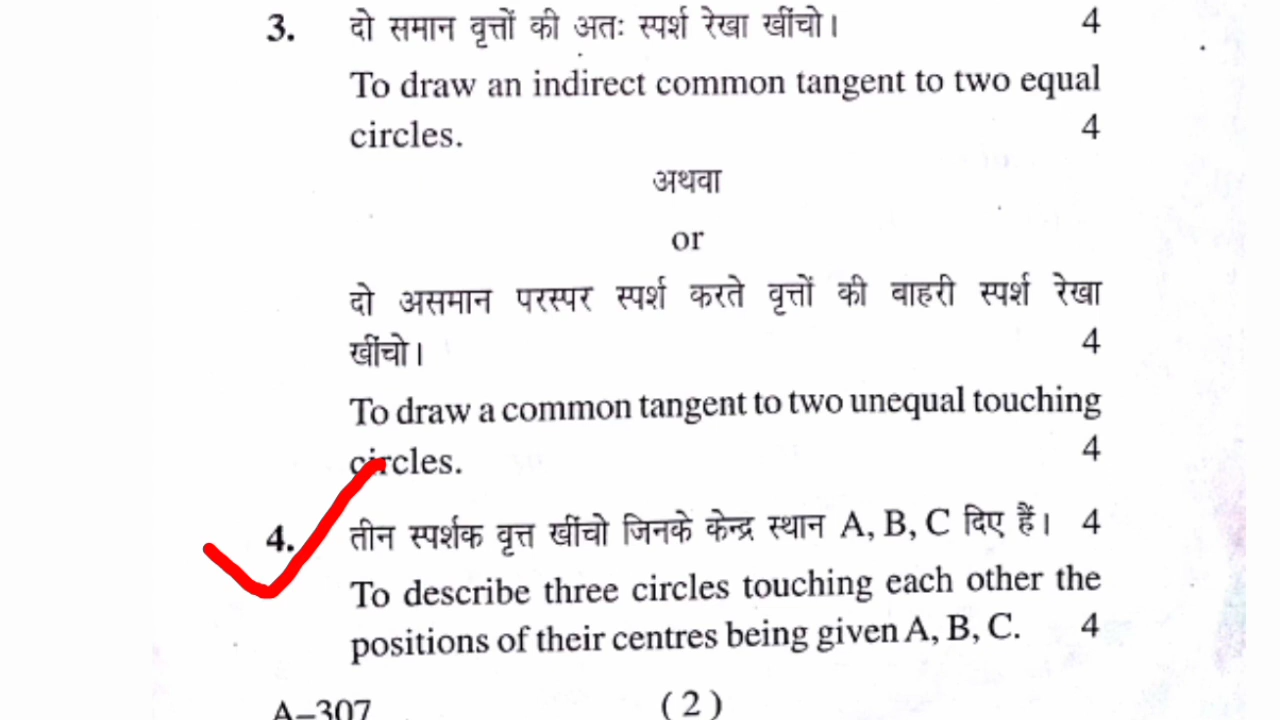 3. दो समान वृत्तों की अतः स्पर्श रेखा खींचो। 4
To draw an indirect common tangent to two equal
circles. 4
अथवा
or
दो असमान परस्पर स्पर्श करते वृत्तों की वाहरी स्पर्श रेखा
खींचो। 4
To draw a common tangent to two unequal touching
circles. 4
4. तीन स्पर्शक वृत्त खींचो जिनके केन्द्र स्थान A, B, C दिए हैं। 4
To describe three circles touching each other the
positions of their centres being given A, B, C. 4
A–307 (2)